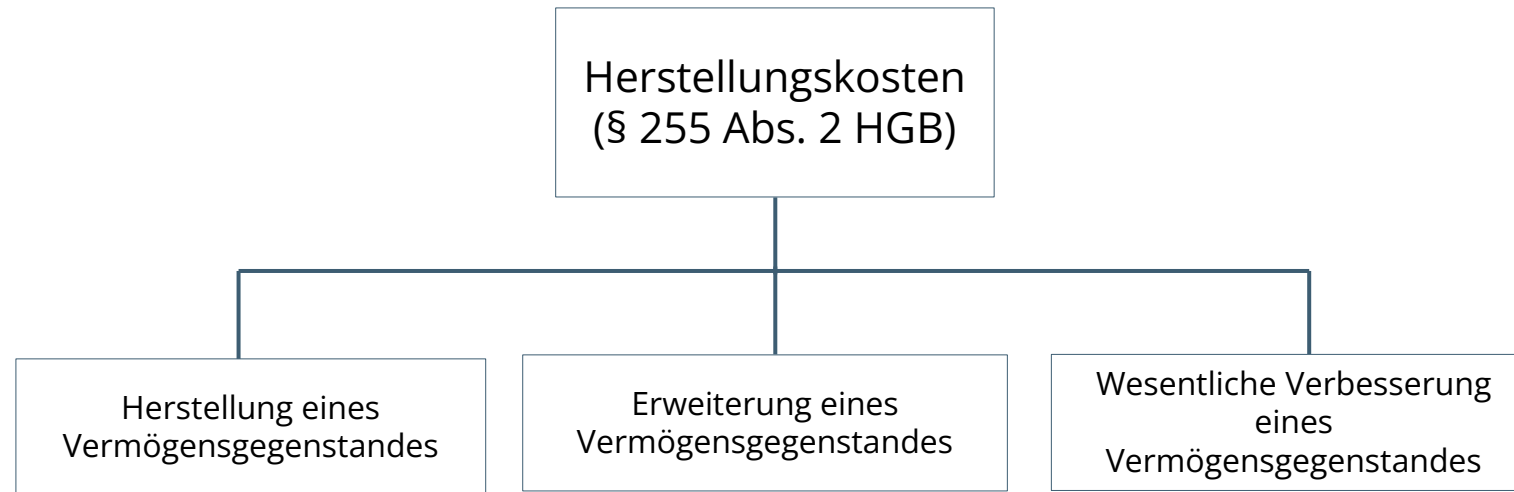 Herstellungskosten
(§ 255 Abs. 2 HGB)
Herstellung eines
Vermögensgegenstandes
Erweiterung eines
Vermögensgegenstandes
Wesentliche Verbesserung
eines
Vermögensgegenstandes